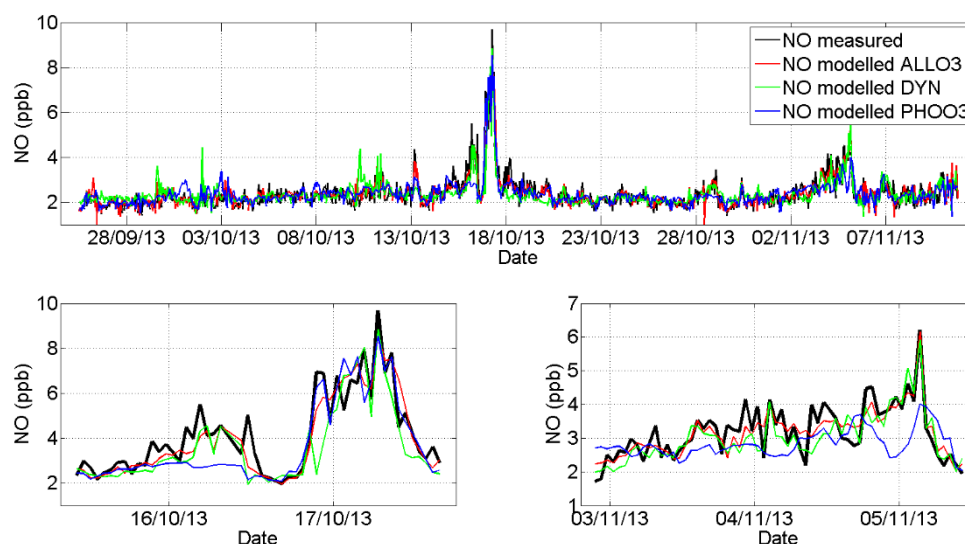 10
8
6
4
2
NO (ppb)
NO measured
NO modelled ALLO3
NO modelled DYN
NO modelled PHOO3
28/09/13 03/10/13 08/10/13 13/10/13 18/10/13 23/10/13 28/10/13 02/11/13 07/11/13
Date
10
8
6
4
2
NO (ppb)
16/10/13 17/10/13
Date
7
6
5
4
3
2
1
NO (ppb)
03/11/13 04/11/13 05/11/13
Date